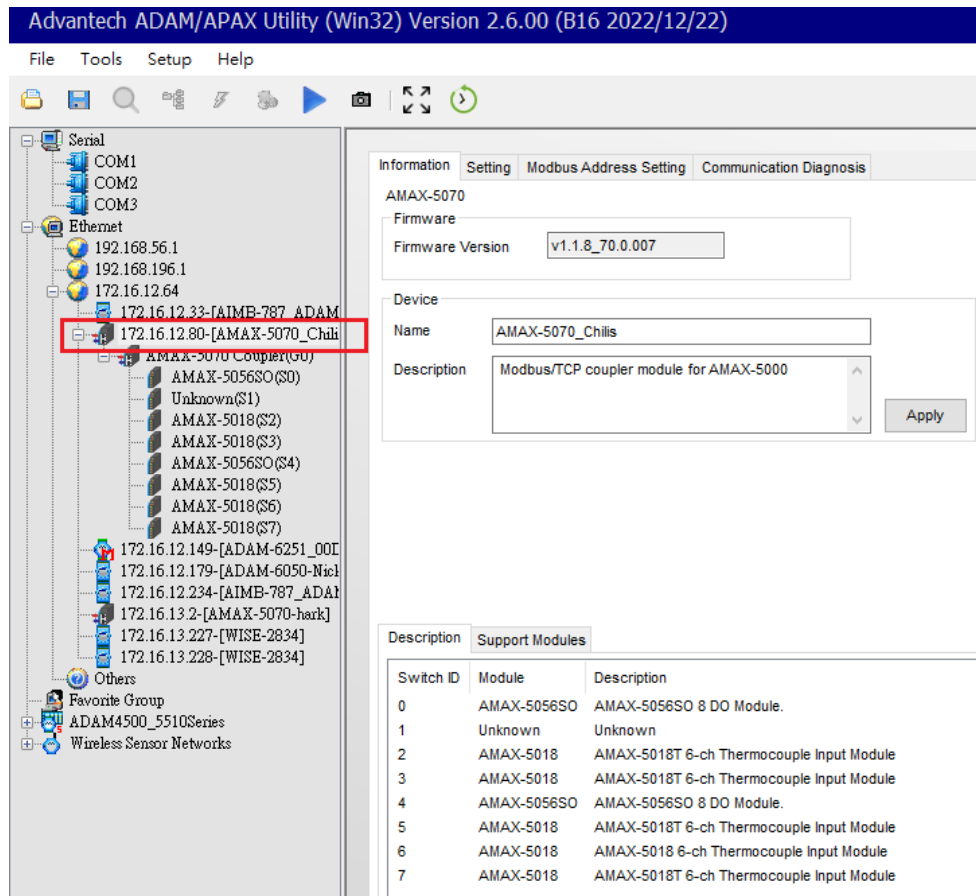 Advantech ADAM/APAX Utility (Win32) Version 2.6.00 (B16 2022/12/22)
File Tools Setup Help
Serial
COM1
COM2
COM3
Ethernet
192.168.56.1
192.168.196.1
172.16.12.64
172.16.12.33-[AIMB-787_ADAM
172.16.12.80-[AMAX-5070_Chili
AMAX-5070 Coupler(G0)
AMAX-5056SO(S0)
Unknown(S1)
AMAX-5018(S2)
AMAX-5018(S3)
AMAX-5056SO(S4)
AMAX-5018(S5)
AMAX-5018(S6)
AMAX-5018(S7)
172.16.12.149-[ADAM-6251_00D
172.16.12.179-[ADAM-6050-Nick
172.16.12.234-[AIMB-787_ADAM
172.16.13.2-[AMAX-5070-hark]
172.16.13.227-[WISE-2834]
172.16.13.228-[WISE-2834]
Others
Favorite Group
ADAM4500_5510Series
Wireless Sensor Networks
Information Setting Modbus Address Setting Communication Diagnosis
AMAX-5070
Firmware
Firmware Version v1.1.8_70.0.007
Device
Name AMAX-5070_Chilis
Description Modbus/TCP coupler module for AMAX-5000
Apply
Description Support Modules
Switch ID Module Description
0 AMAX-5056SO AMAX-5056SO 8 DO Module.
1 Unknown Unknown
2 AMAX-5018 AMAX-5018T 6-ch Thermocouple Input Module
3 AMAX-5018 AMAX-5018T 6-ch Thermocouple Input Module
4 AMAX-5056SO AMAX-5056SO 8 DO Module.
5 AMAX-5018 AMAX-5018T 6-ch Thermocouple Input Module
6 AMAX-5018 AMAX-5018 6-ch Thermocouple Input Module
7 AMAX-5018 AMAX-5018T 6-ch Thermocouple Input Module